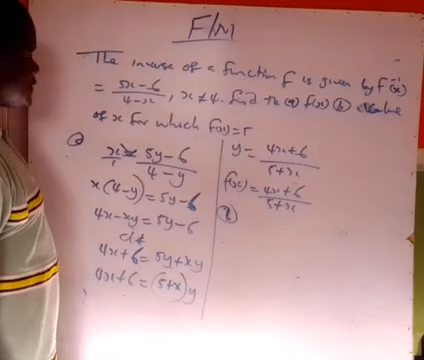 F/M
The inverse of a function f is given by f⁻¹(x)
= 5x-6/4-x, x≠4. find the (a) f(x) (b) value
of x for which f(x)=5
(a) x = 5y-6/4-y
x(4-y)=5y-6
4x-xy=5y-6
clt
4x+6=5y+xy
4x+6=(5+x)y
y= 4x+6/5+x
f(x)= 4x+6/5+x